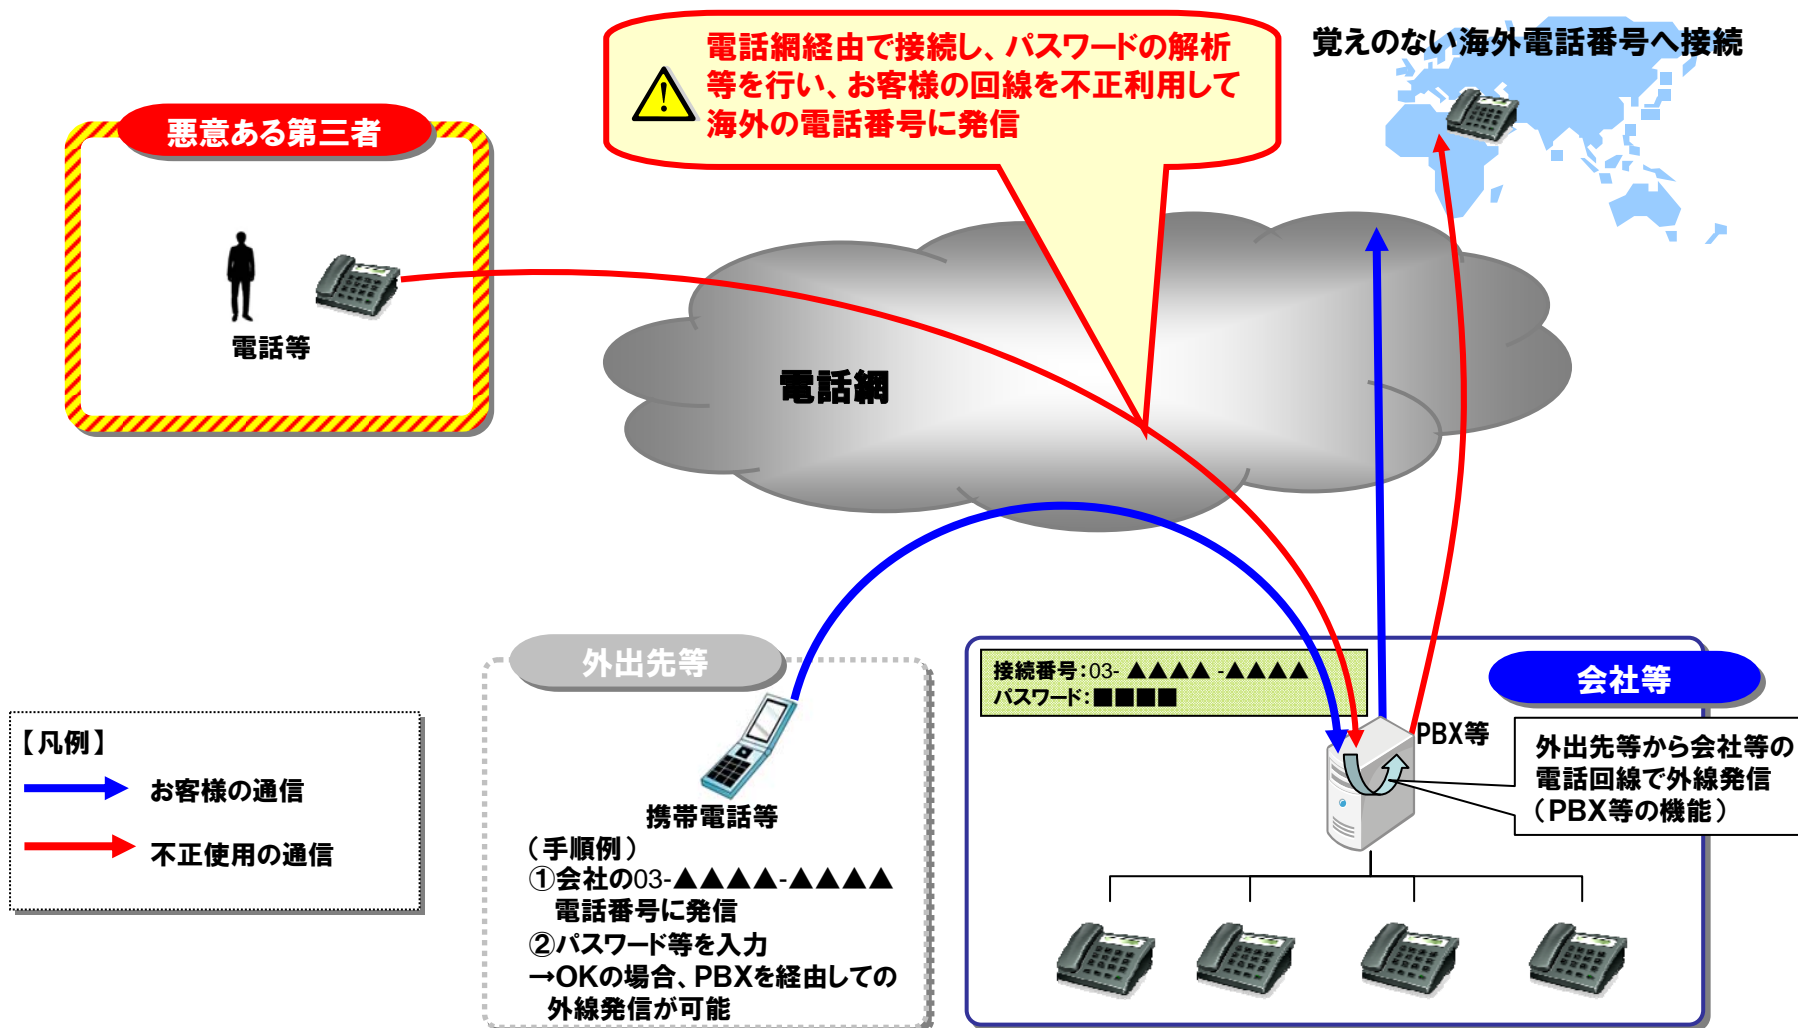 電話網経由で接続し、パスワードの解析
等を行い、お客様の回線を不正利用して
海外の電話番号に発信
覚えのない海外電話番号へ接続
悪意ある第三者
電話等
電話網
外出先等
携帯電話等
（手順例）
①会社の03-▲▲▲▲-▲▲▲▲
電話番号に発信
②パスワード等を入力
→OKの場合、PBXを経由しての
外線発信が可能
接続番号：03- ▲▲▲▲ -▲▲▲▲
パスワード：■■■■
会社等
PBX等
外出先等から会社等の
電話回線で外線発信
（PBX等の機能）
【凡例】
お客様の通信
不正使用の通信